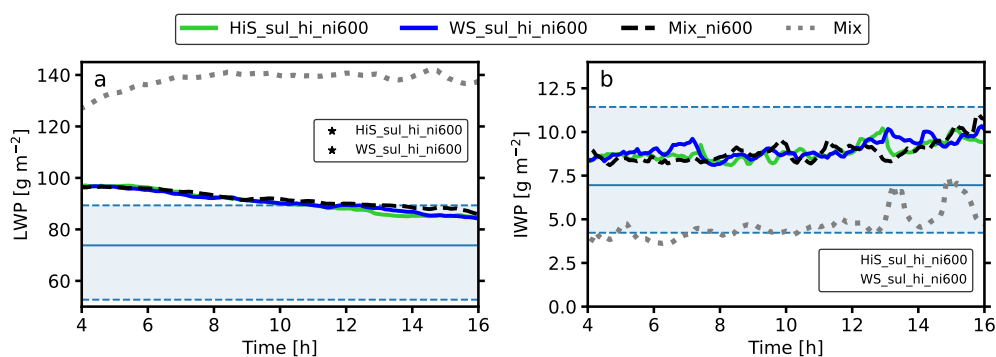 HiS_sul_hi_ni600 WS_sul_hi_ni600 Mix_ni600 Mix
a
140
120
100
80
60
LWP [g m⁻²]
★ HiS_sul_hi_ni600
★ WS_sul_hi_ni600
4 6 8 10 12 14 16
Time [h]
b
12.5
10.0
7.5
5.0
2.5
0.0
IWP [g m⁻²]
HiS_sul_hi_ni600
WS_sul_hi_ni600
4 6 8 10 12 14 16
Time [h]